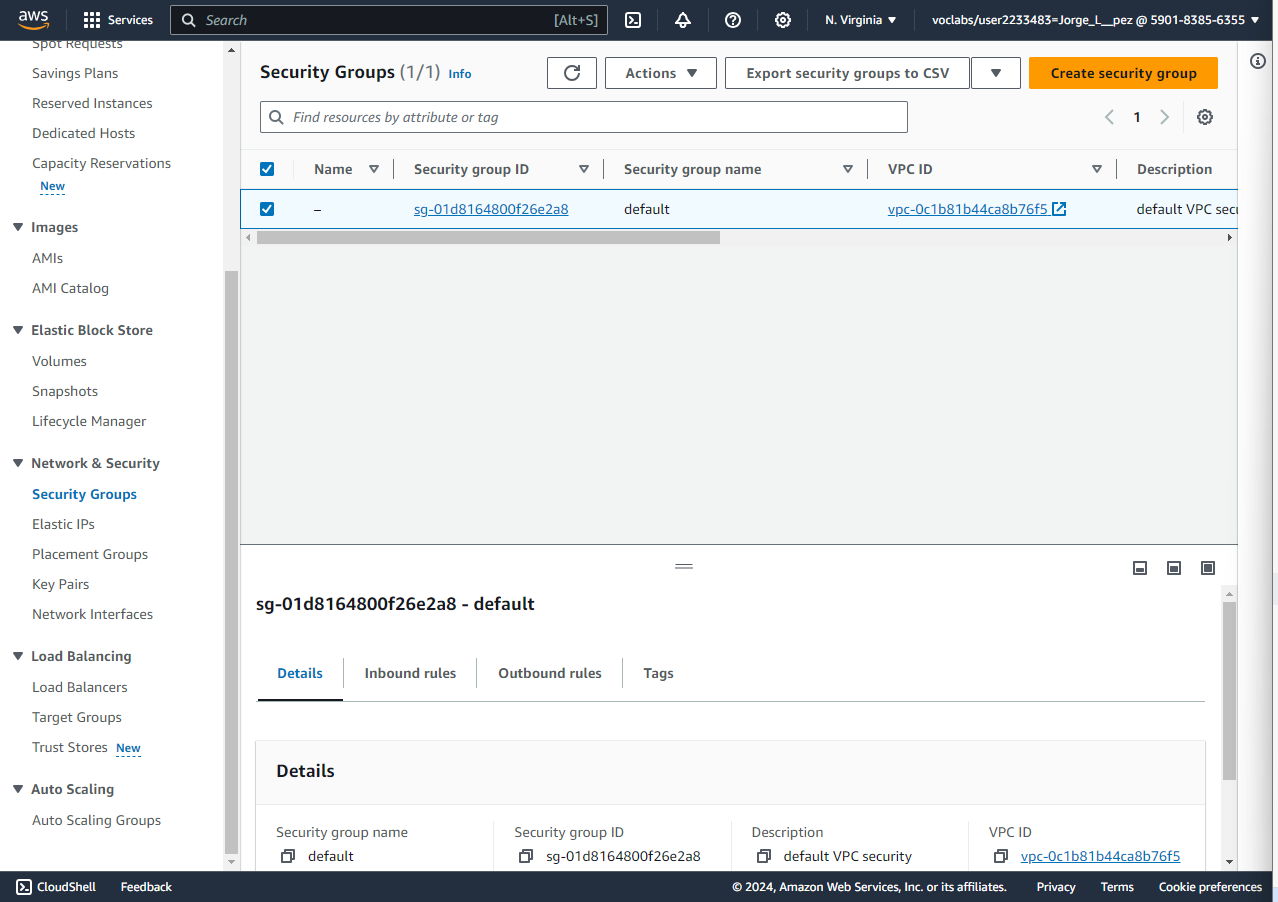 aws
Services
Search [Alt+S]
N. Virginia
voclabs/user2233483=Jorge_L__pez @ 5901-8385-6355
Spot Requests
Savings Plans
Reserved Instances
Dedicated Hosts
Capacity Reservations
New
Images
AMIs
AMI Catalog
Elastic Block Store
Volumes
Snapshots
Lifecycle Manager
Network & Security
Security Groups
Elastic IPs
Placement Groups
Key Pairs
Network Interfaces
Load Balancing
Load Balancers
Target Groups
Trust Stores New
Auto Scaling
Auto Scaling Groups
Security Groups (1/1) Info
Actions
Export security groups to CSV
Create security group
Find resources by attribute or tag
1
Name Security group ID Security group name VPC ID Description
– sg-01d8164800f26e2a8 default vpc-0c1b81b44ca8b76f5 default VPC secu
sg-01d8164800f26e2a8 - default
Details Inbound rules Outbound rules Tags
Details
Security group name Security group ID Description VPC ID
default sg-01d8164800f26e2a8 default VPC security vpc-0c1b81b44ca8b76f5
CloudShell Feedback © 2024, Amazon Web Services, Inc. or its affiliates. Privacy Terms Cookie preferences